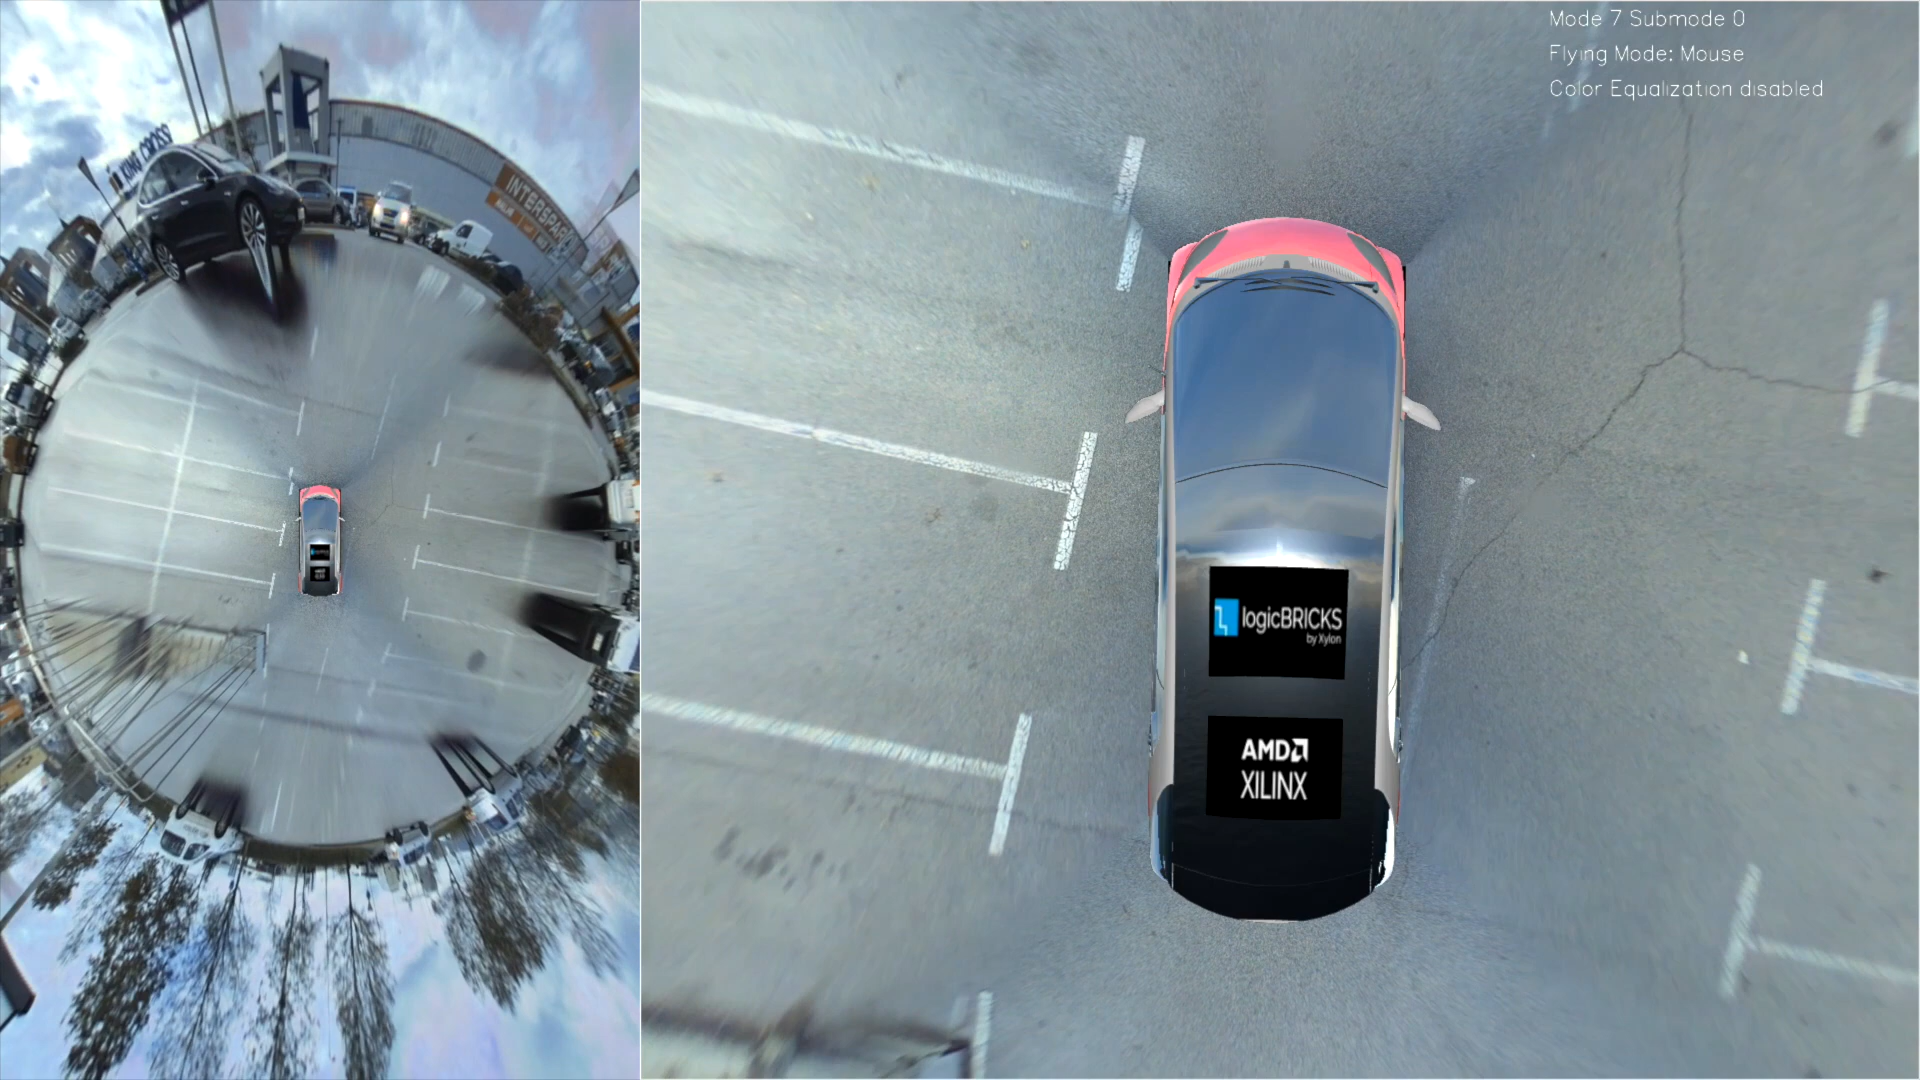 KING CROSS
INTERSPAR
Mode 7 Submode 0
Flying Mode: Mouse
Color Equalization disabled
logicBRICKS
by Xylon
AMD
XILINX